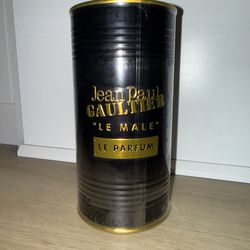 Jean Paul
GAULTIER
"LE MALE"
LE PARFUM